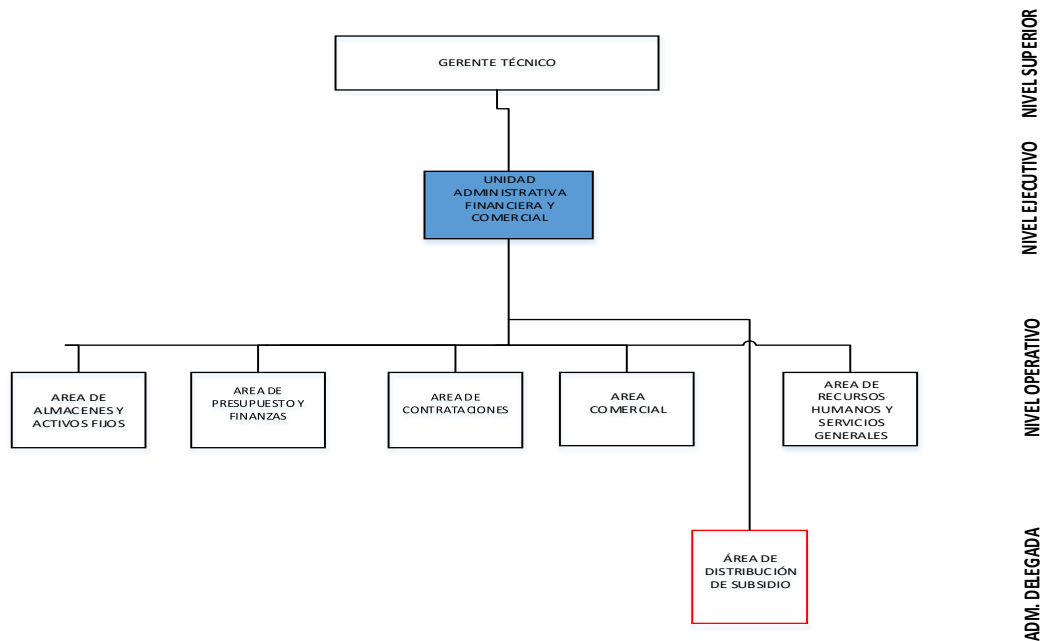 GERENTE TÉCNICO
NIVEL SUPERIOR
UNIDAD
ADMINISTRATIVA
FINANCIERA Y
COMERCIAL
NIVEL EJECUTIVO
AREA DE
ALMACENES Y
ACTIVOS FIJOS
AREA DE
PRESUPUESTO Y
FINANZAS
AREA DE
CONTRATACIONES
AREA
COMERCIAL
AREA DE
RECURSOS
HUMANOS Y
SERVICIOS
GENERALES
NIVEL OPERATIVO
ÁREA DE
DISTRIBUCIÓN
DE SUBSIDIO
ADM. DELEGADA